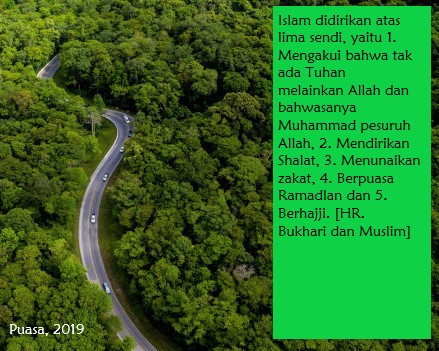 Islam didirikan atas
lima sendi, yaitu 1.
Mengakui bahwa tak
ada Tuhan
melainkan Allah dan
bahwasanya
Muhammad pesuruh
Allah, 2. Mendirikan
Shalat, 3. Menunaikan
zakat, 4. Berpuasa
Ramadlan dan 5.
Berhajji. [HR.
Bukhari dan Muslim]
Puasa, 2019